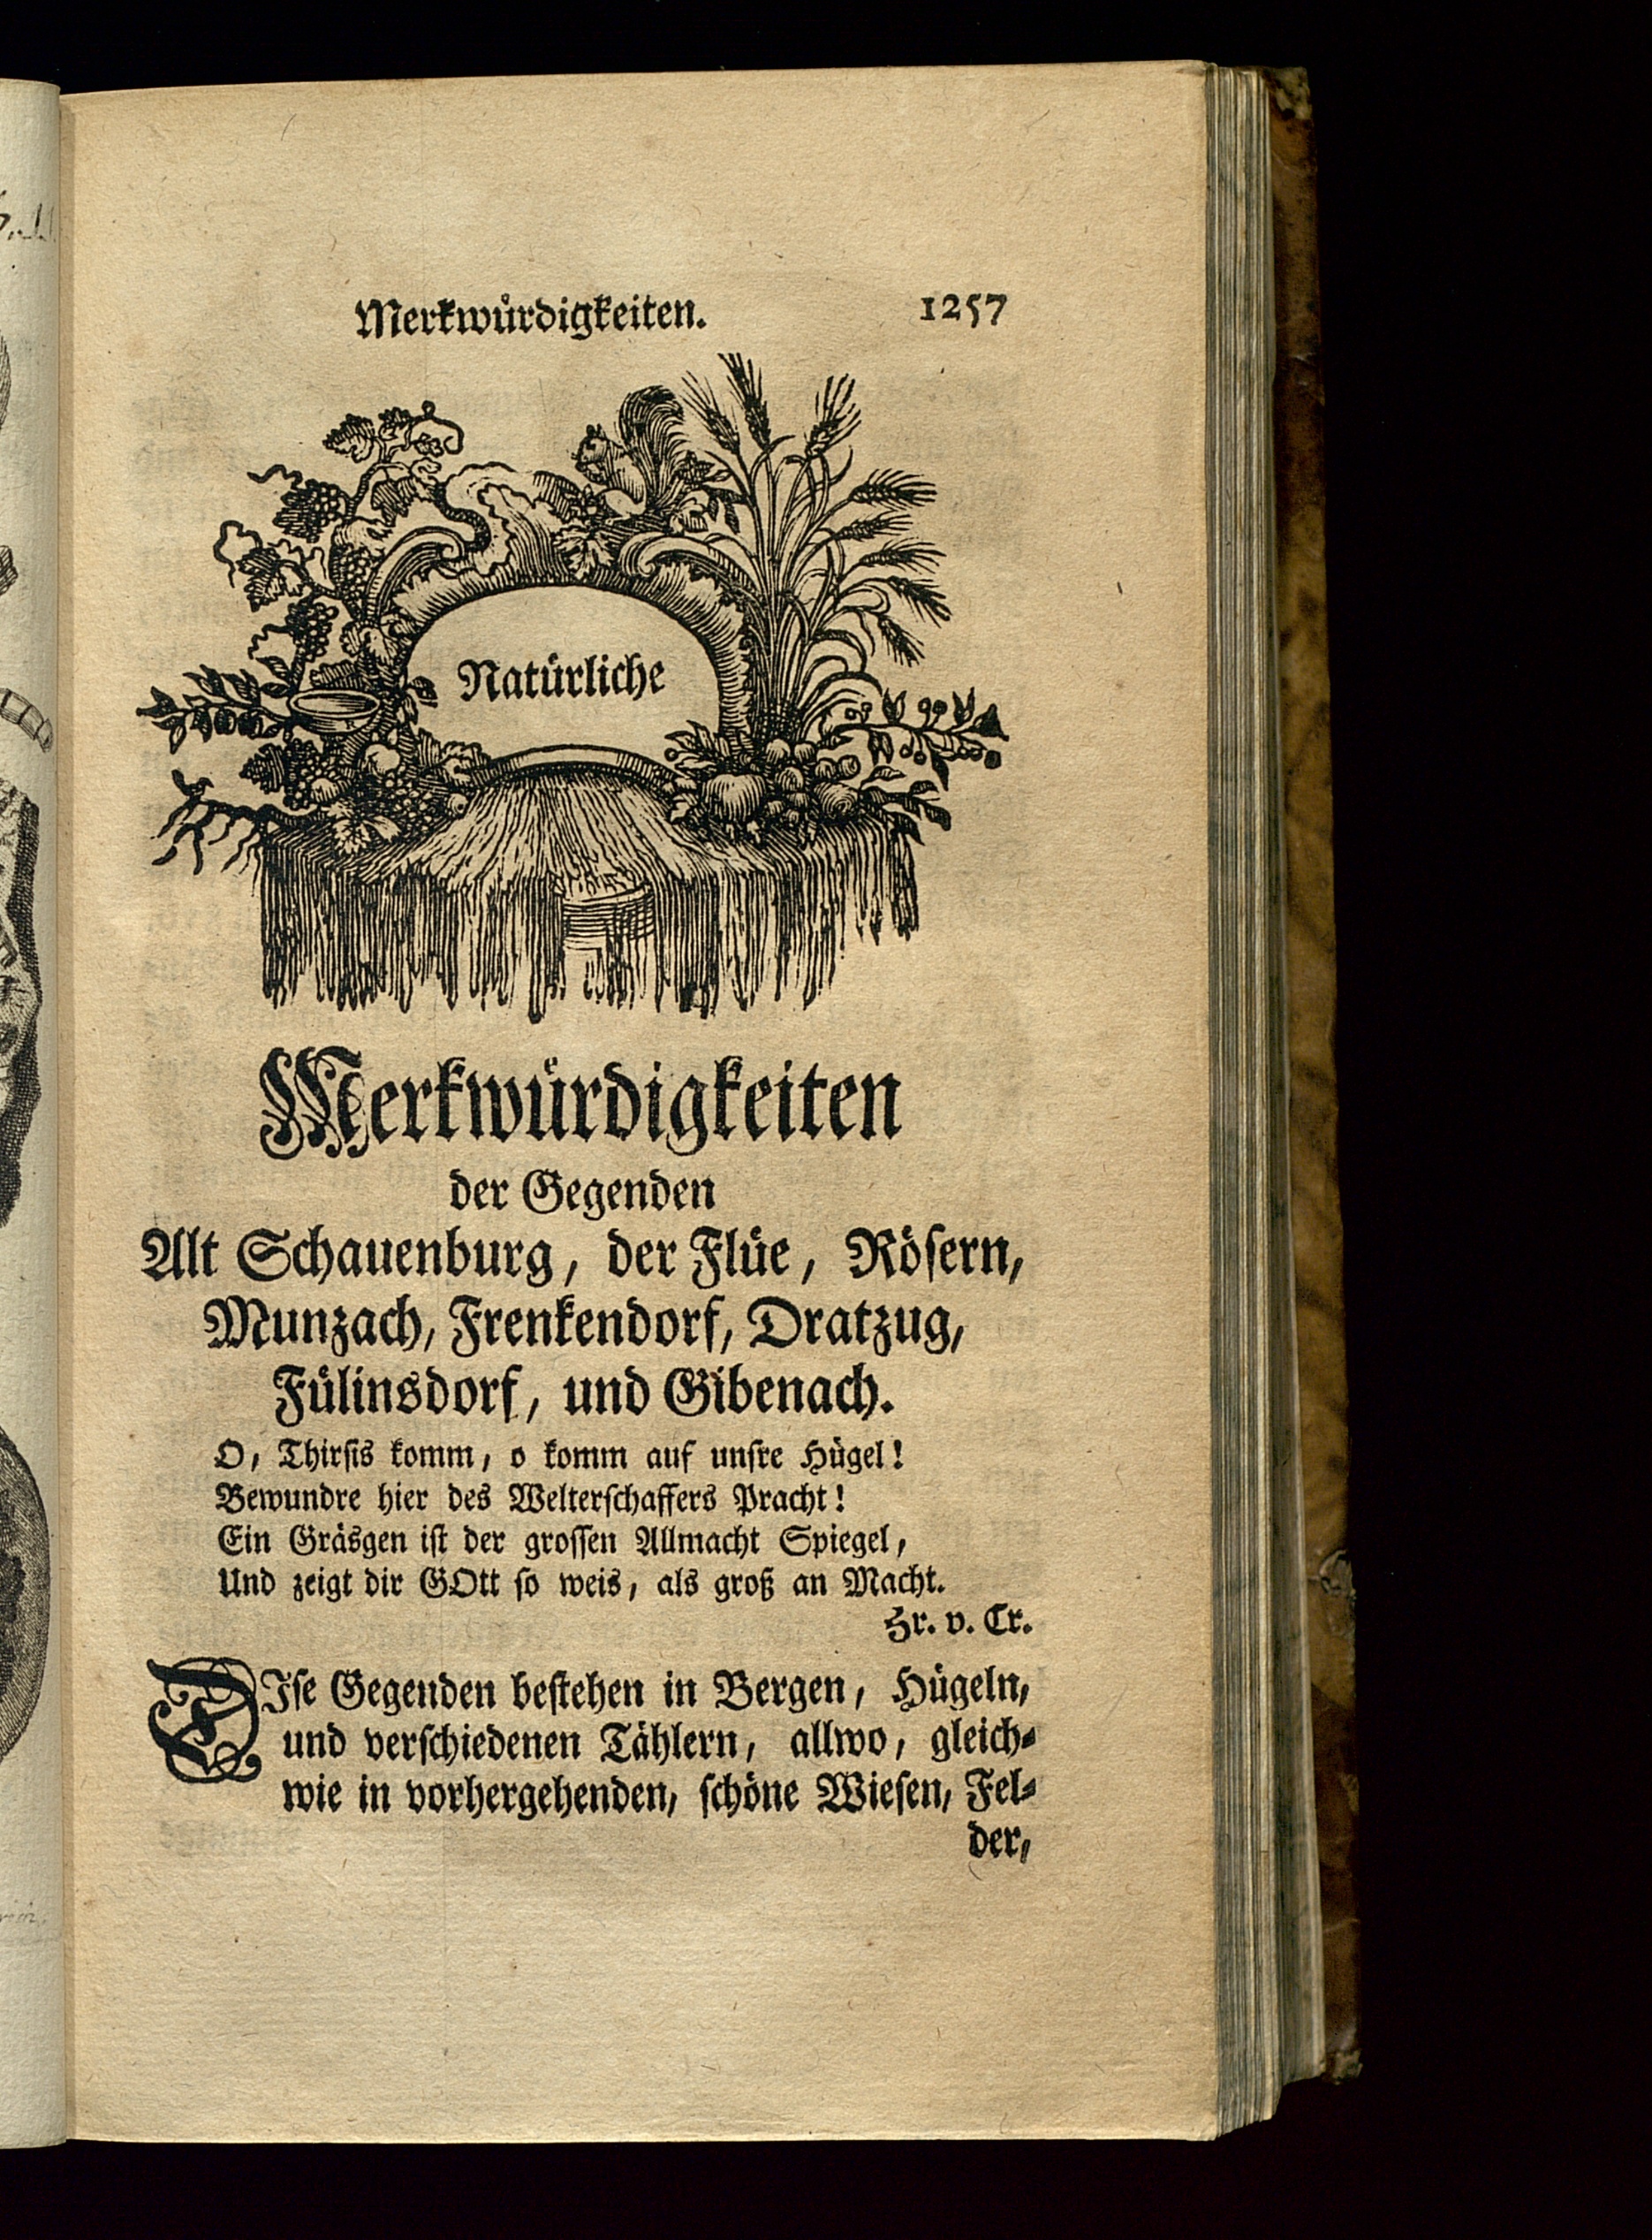 Merkwürdigkeiten. 1257
Natürliche
Merkwürdigkeiten
der Gegenden
Alt Schauenburg, der Flüe, Röſern,
Munzach, Frenkendorf, Dratzug,
Fülinsdorf, und Gibenach.
O, Thirſis komm, o komm auf unſre Hügel!
Bewundre hier des Welterſchaffers Pracht!
Ein Gräsgen iſt der groſſen Allmacht Spiegel,
Und zeigt dir GOtt ſo weis, als groß an Macht.
Hr. v. Cr.
DIſe Gegenden beſtehen in Bergen, Hügeln,
und verſchiedenen Tählern, allwo, gleich⸗
wie in vorhergehenden, ſchöne Wieſen, Fel⸗
der,